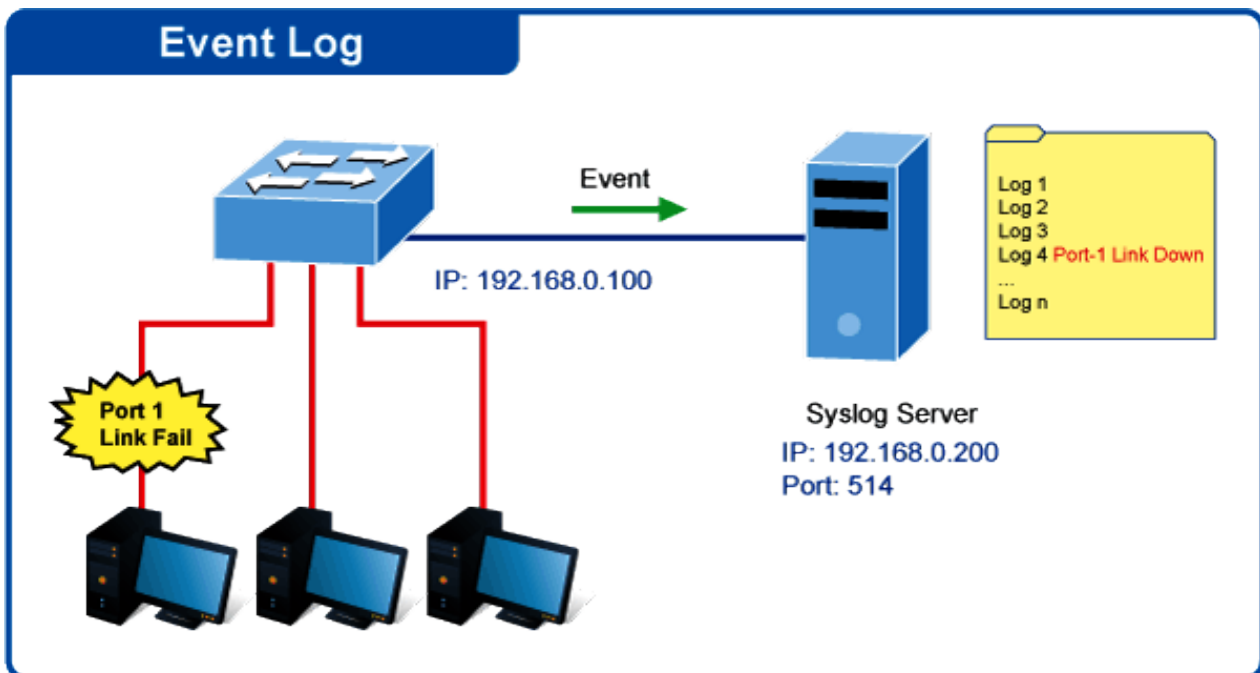 Event Log
Event
IP: 192.168.0.100
Log 1
Log 2
Log 3
Log 4 Port-1 Link Down
...
Log n
Port 1
Link Fail
Syslog Server
IP: 192.168.0.200
Port: 514